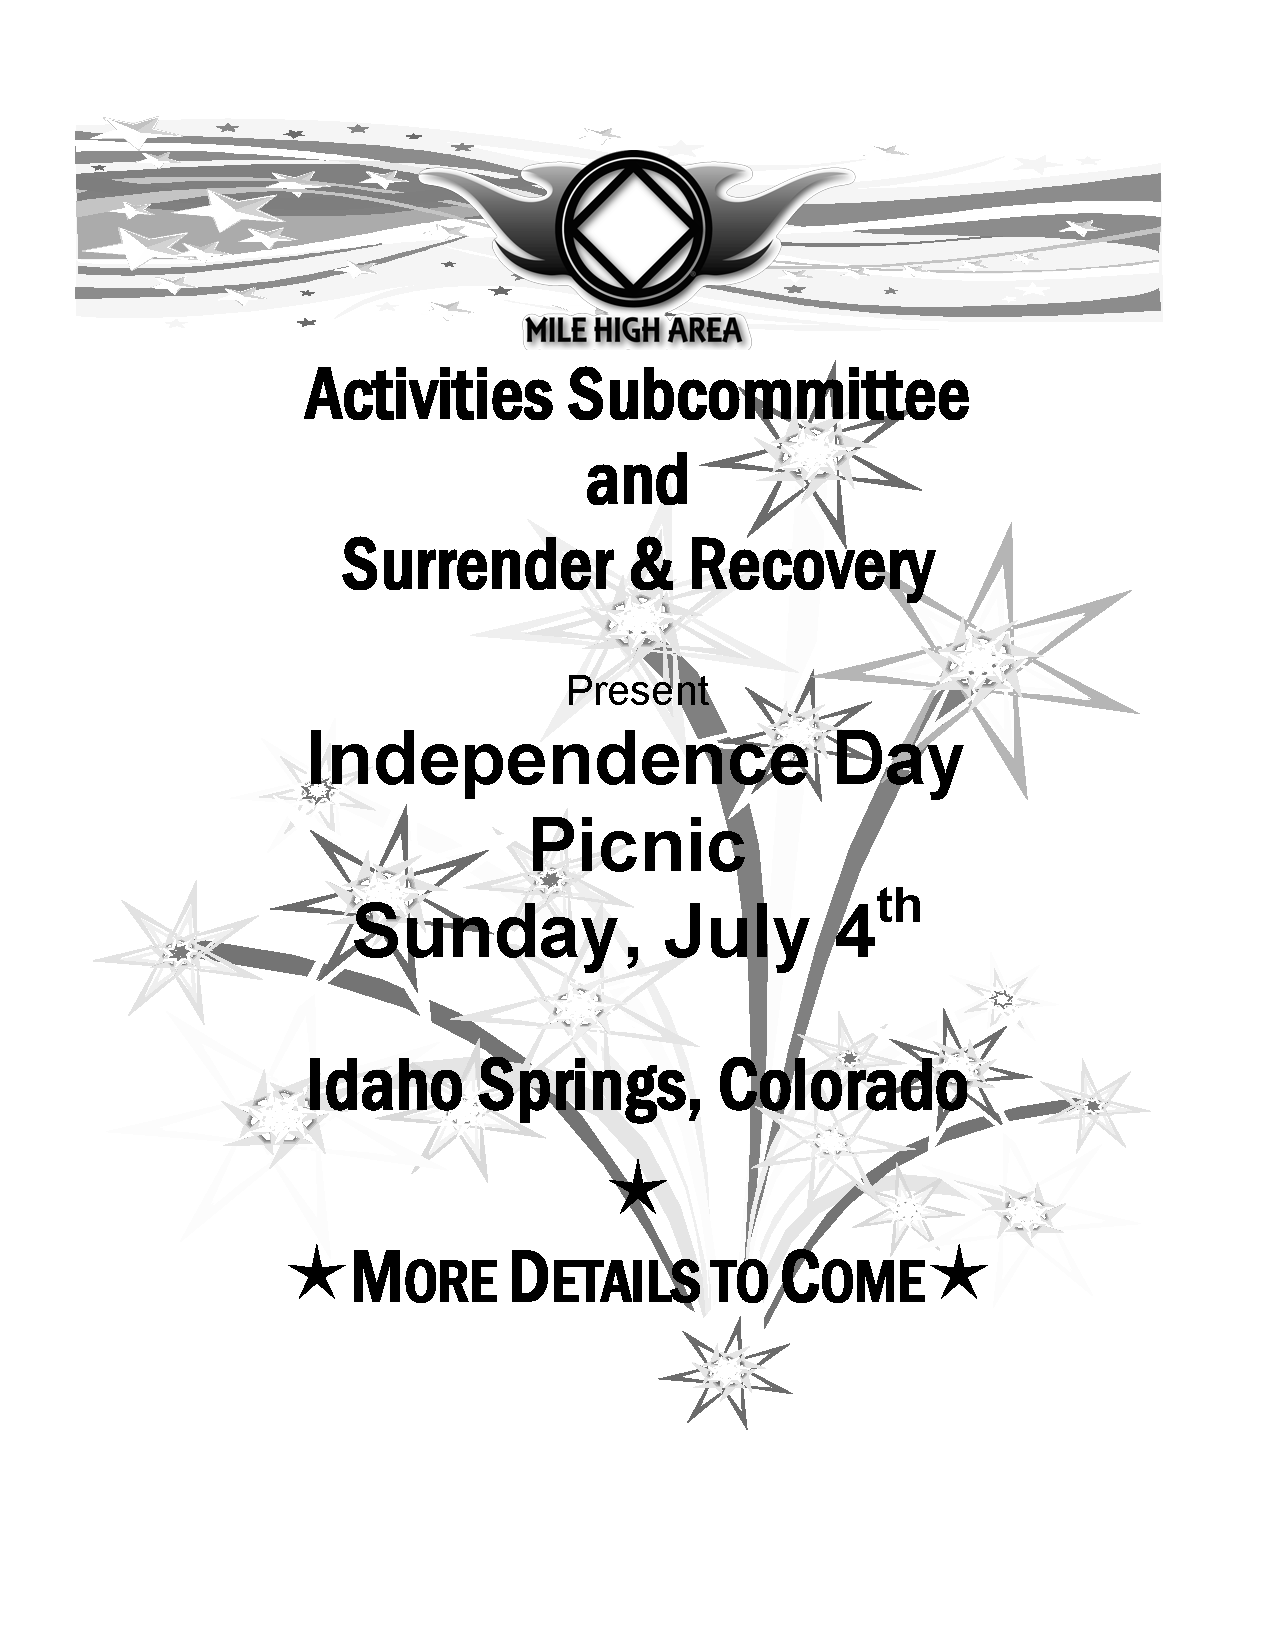 MILE HIGH AREA
Activities Subcommittee
and
Surrender & Recovery
Present
Independence Day
Picnic
Sunday, July 4th
Idaho Springs, Colorado
★
★MORE DETAILS TO COME★